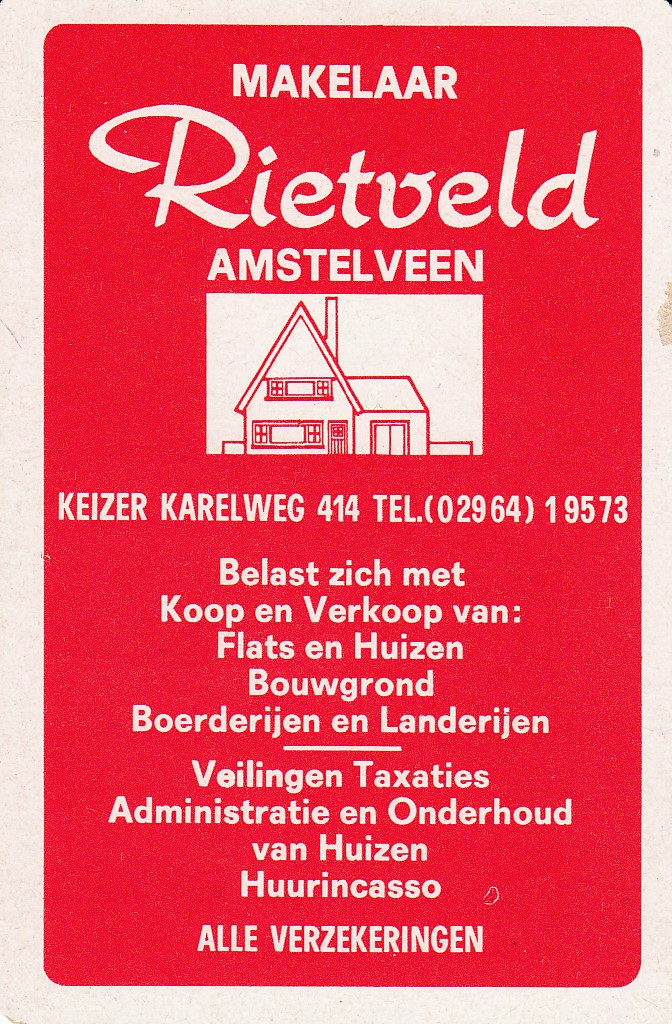 MAKELAAR
Rietveld
AMSTELVEEN
KEIZER KARELWEG 414 TEL.(02964) 19573
Belast zich met
Koop en Verkoop van:
Flats en Huizen
Bouwgrond
Boerderijen en Landerijen
Veilingen Taxaties
Administratie en Onderhoud
van Huizen
Huurincasso
ALLE VERZEKERINGEN